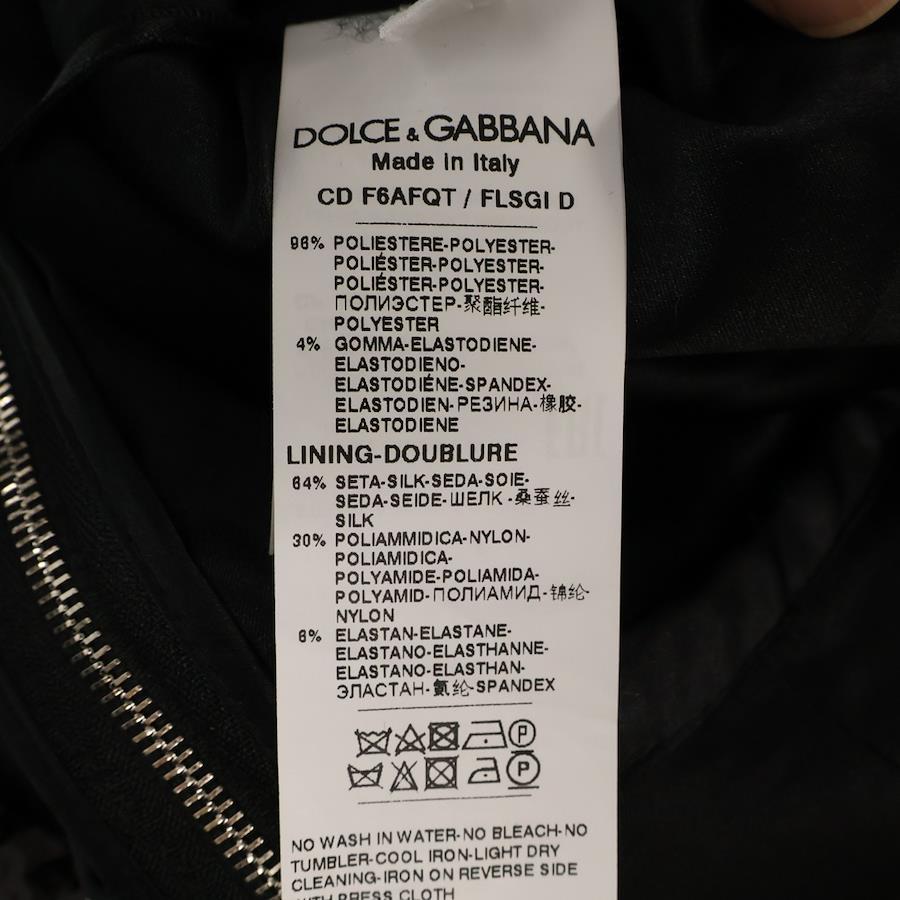 DOLCE & GABBANA
Made in Italy
CD F6AFQT / FLSGI D
96% POLIESTERE-POLYESTER-
POLIÉSTER-POLYESTER-
POLIÉSTER-POLYESTER-
ПОЛИЭСТЕР-聚酯纤维-
POLYESTER
4% GOMMA-ELASTODIENE-
ELASTODIENO-
ELASTODIÉNE-SPANDEX-
ELASTODIEN-РЕЗИНА-橡胶-
ELASTODIENE
LINING-DOUBLURE
64% SETA-SILK-SEDA-SOIE-
SEDA-SEIDE-ШЕЛК -桑蚕丝-
SILK
30% POLIAMMIDICA-NYLON-
POLIAMIDICA-
POLYAMIDE-POLIAMIDA-
POLYAMID-ПОЛИАМИД-锦纶-
NYLON
6% ELASTAN-ELASTANE-
ELASTANO-ELASTHANNE-
ELASTANO-ELASTHAN-
ЭЛАСТАН-氨纶-SPANDEX
P
P
NO WASH IN WATER-NO BLEACH-NO
TUMBLER-COOL IRON-LIGHT DRY
CLEANING-IRON ON REVERSE SIDE
WITH PRESS CLOTH